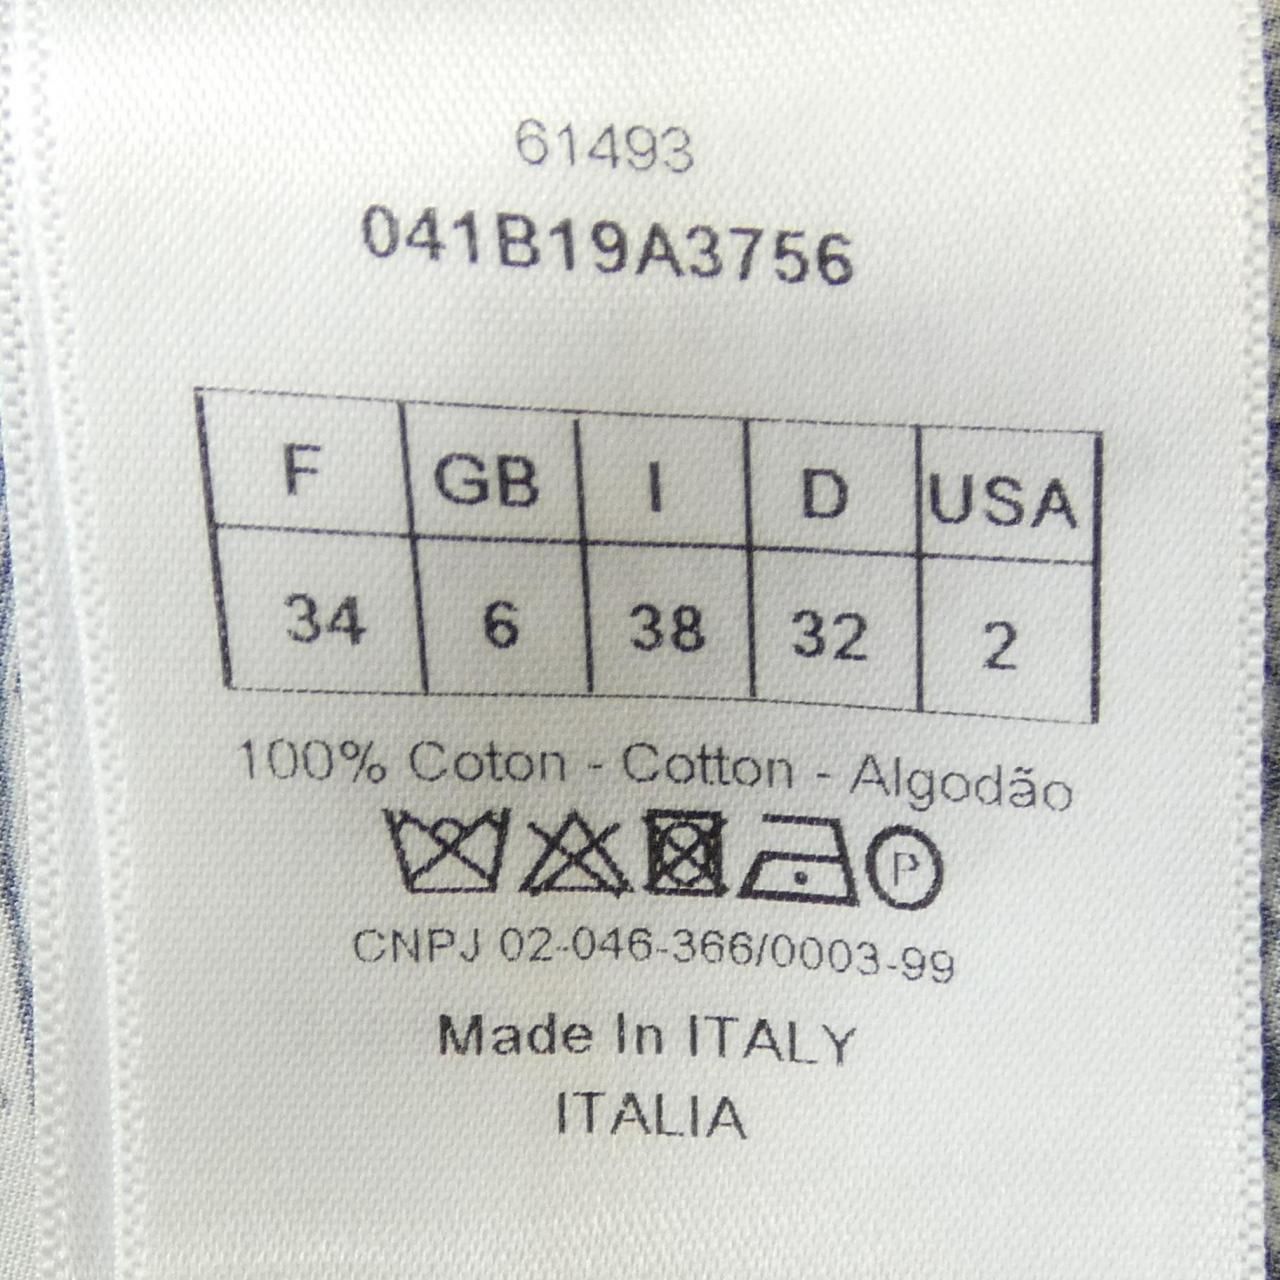 61493
041B19A3756
F GB I D USA
34 6 38 32 2
100% Coton - Cotton - Algodão
P
CNPJ 02-046-366/0003-99
Made In ITALY
ITALIA